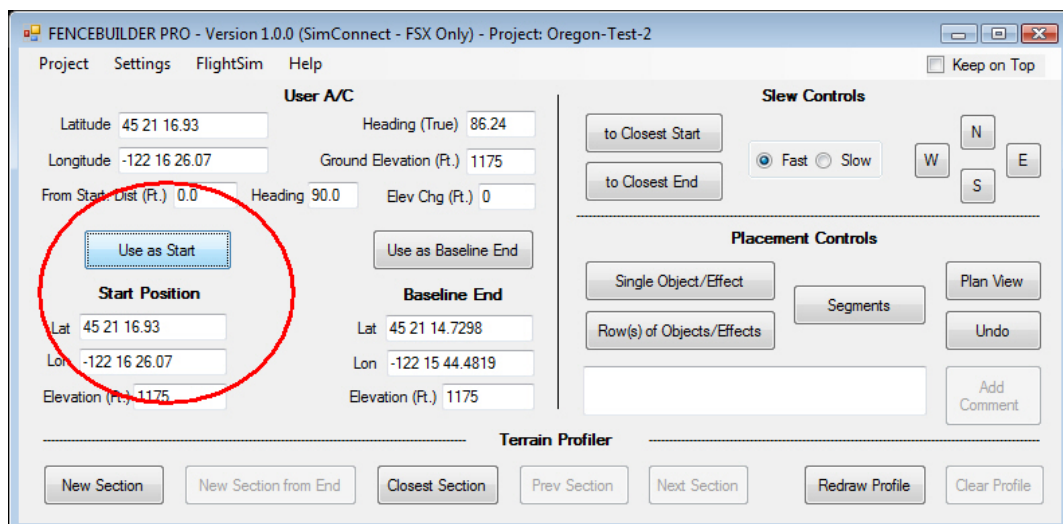 FENCEBUILDER PRO - Version 1.0.0 (SimConnect - FSX Only) - Project: Oregon-Test-2
Project Settings FlightSim Help
Keep on Top
User A/C
Latitude 45 21 16.93
Heading (True) 86.24
Longitude -122 16 26.07
Ground Elevation (Ft.) 1175
From Start: Dist (Ft.) 0.0
Heading 90.0
Elev Chg (Ft.) 0
Use as Start
Use as Baseline End
Start Position
Lat 45 21 16.93
Lon -122 16 26.07
Elevation (Ft.) 1175
Baseline End
Lat 45 21 14.7298
Lon -122 15 44.4819
Elevation (Ft.) 1175
Slew Controls
to Closest Start
to Closest End
Fast Slow
N
W
E
S
Placement Controls
Single Object/Effect
Row(s) of Objects/Effects
Segments
Plan View
Undo
Add
Comment
Terrain Profiler
New Section
New Section from End
Closest Section
Prev Section
Next Section
Redraw Profile
Clear Profile